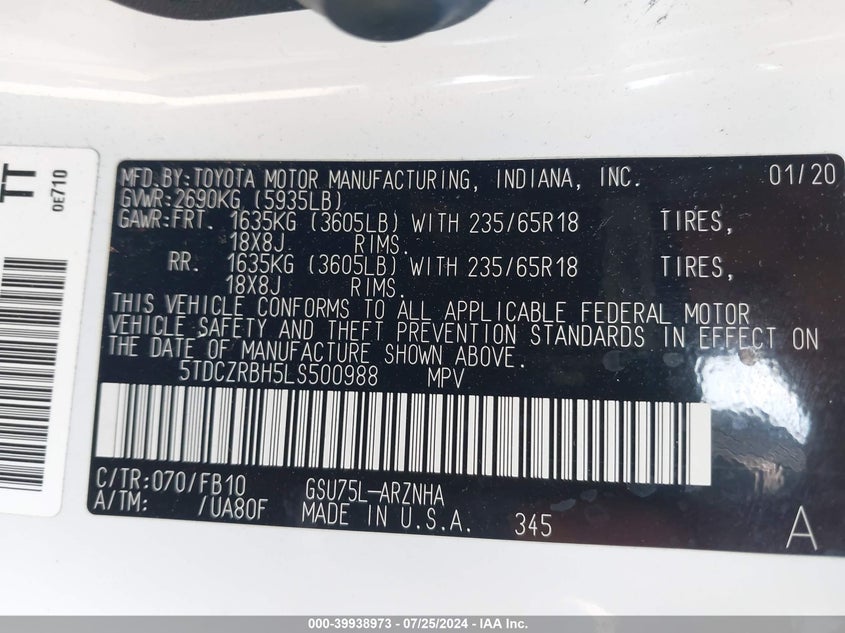 TT
0E710
MFD.BY:TOYOTA MOTOR MANUFACTURING, INDIANA, INC. 01/20
GVWR:2690KG (5935LB)
GAWR:FRT. 1635KG (3605LB) WITH 235/65R18 TIRES,
18X8J RIMS.
RR. 1635KG (3605LB) WITH 235/65R18 TIRES,
18X8J RIMS.
THIS VEHICLE CONFORMS TO ALL APPLICABLE FEDERAL MOTOR
VEHICLE SAFETY AND THEFT PREVENTION STANDARDS IN EFFECT ON
THE DATE OF MANUFACTURE SHOWN ABOVE.
5TDCZRBH5LS500988 MPV
C/TR:070/FB10 GSU75L-ARZNHA
A/TM: /UA80F MADE IN U.S.A. 345 A
000-39938973 - 07/25/2024 - IAA Inc.